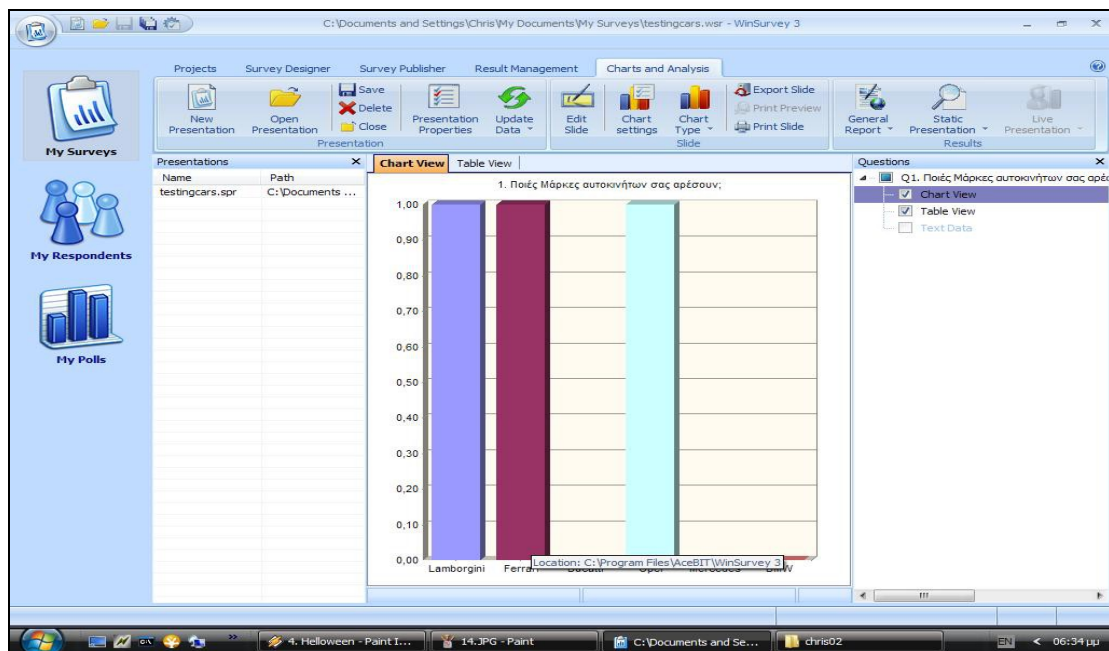 C:\Documents and Settings\Chris\My Documents\My Surveys\testingcars.wsr - WinSurvey 3
Projects Survey Designer Survey Publisher Result Management Charts and Analysis
New Presentation
Open Presentation
Save
Delete
Close
Presentation Properties
Update Data
Presentation
Edit Slide
Chart settings
Chart Type
Export Slide
Print Preview
Print Slide
Slide
General Report
Static Presentation
Live Presentation
Results
My Surveys
My Respondents
My Polls
Presentations
Name Path
testingcars.spr C:\Documents ...
Chart View Table View
1. Ποιές Μάρκες αυτοκινήτων σας αρέσουν;
1,00
0,90
0,80
0,70
0,60
0,50
0,40
0,30
0,20
0,10
0,00
Lamborgini Ferrari Ducatti Opel Mercedes BMW
Location: C:\Program Files\AceBIT\WinSurvey 3
Questions
Q1. Ποιές Μάρκες αυτοκινήτων σας αρέ
Chart View
Table View
Text Data
4. Helloween - Paint I... 14.JPG - Paint C:\Documents and Se... chris02 EN 06:34 μμ